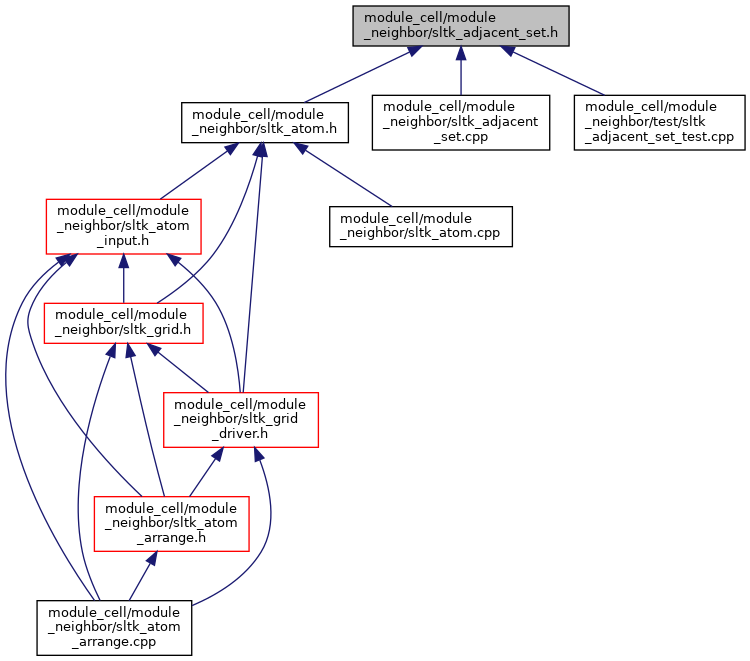 module_cell/module
_neighbor/sltk_adjacent_set.h
module_cell/module
_neighbor/sltk_atom.h
module_cell/module
_neighbor/sltk_adjacent
_set.cpp
module_cell/module
_neighbor/test/sltk
_adjacent_set_test.cpp
module_cell/module
_neighbor/sltk_atom
_input.h
module_cell/module
_neighbor/sltk_atom.cpp
module_cell/module
_neighbor/sltk_grid.h
module_cell/module
_neighbor/sltk_grid
_driver.h
module_cell/module
_neighbor/sltk_atom
_arrange.h
module_cell/module
_neighbor/sltk_atom
_arrange.cpp